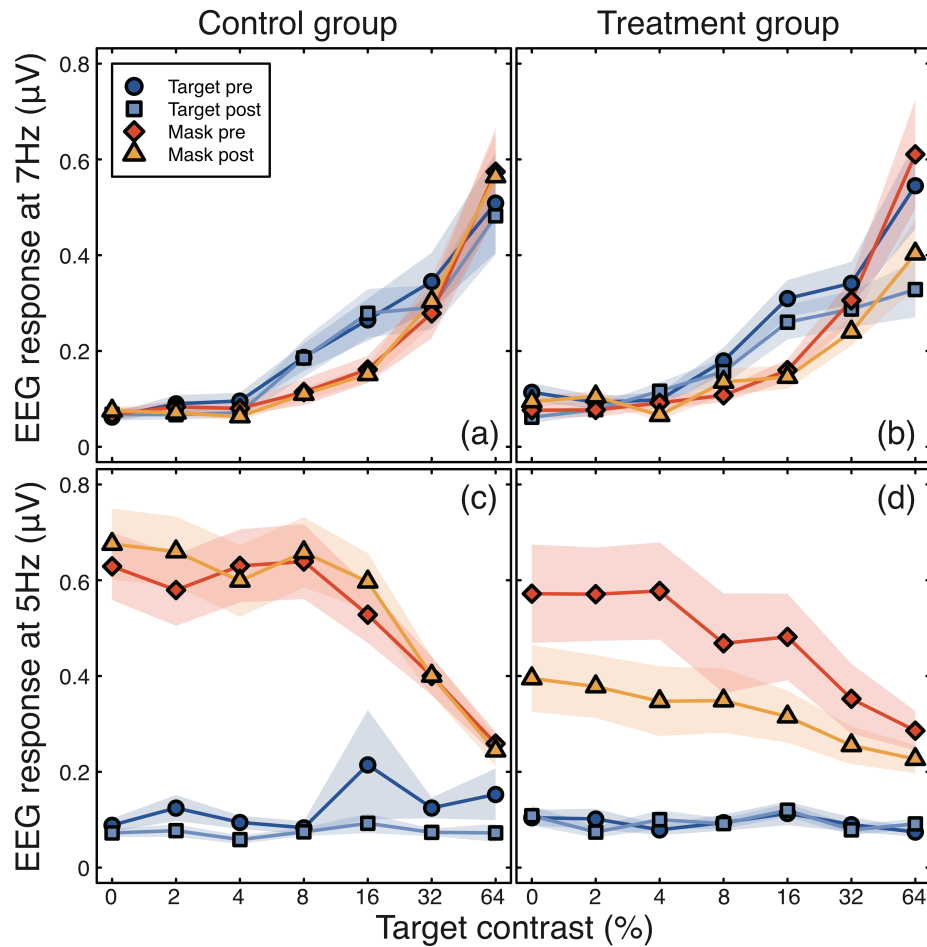 Control group
Treatment group
EEG response at 7Hz (µV)
0.8
0.6
0.4
0.2
0
Target pre
Target post
Mask pre
Mask post
(a)
(b)
EEG response at 5Hz (µV)
0.8
0.6
0.4
0.2
0
(c)
(d)
0 2 4 8 16 32 64
0 2 4 8 16 32 64
Target contrast (%)